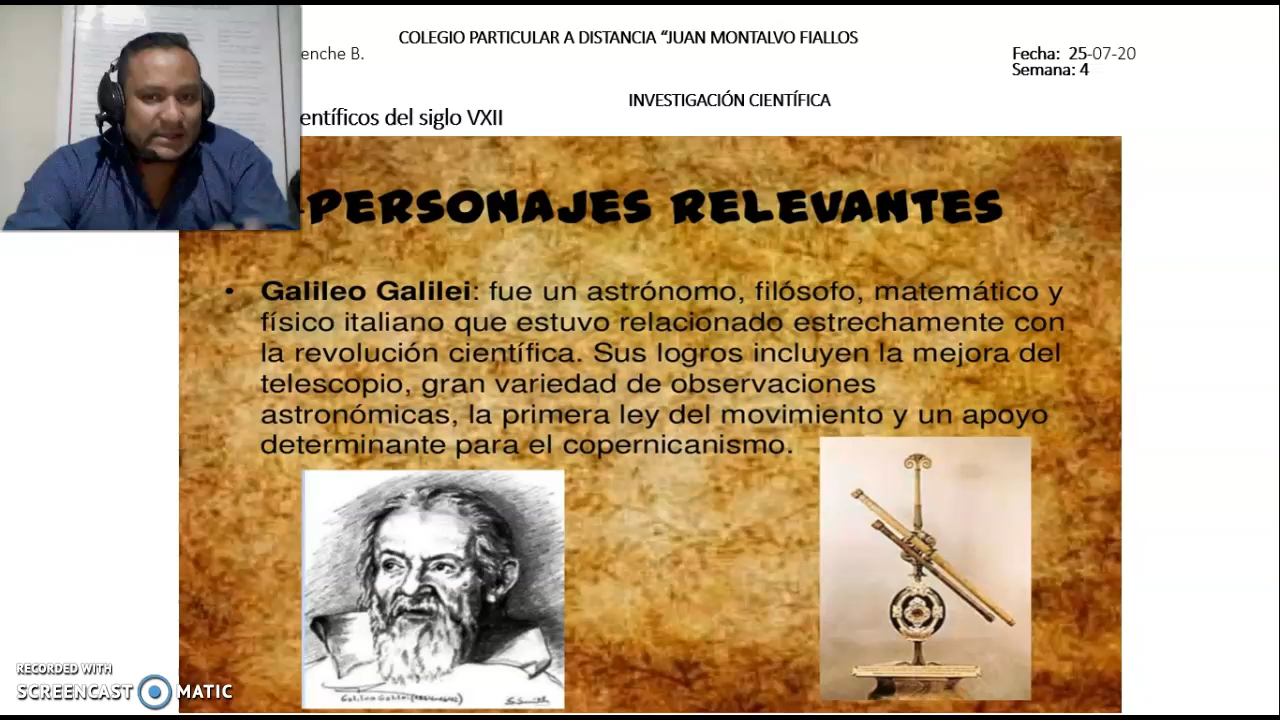 COLEGIO PARTICULAR A DISTANCIA “JUAN MONTALVO FIALLOS
enche B.
Fecha: 25-07-20
Semana: 4
INVESTIGACIÓN CIENTÍFICA
entíficos del siglo VXII
PERSONAJES RELEVANTES
• Galileo Galilei: fue un astrónomo, filósofo, matemático y
físico italiano que estuvo relacionado estrechamente con
la revolución científica. Sus logros incluyen la mejora del
telescopio, gran variedad de observaciones
astronómicas, la primera ley del movimiento y un apoyo
determinante para el copernicanismo.
Galileo Galilei
RECORDED WITH
SCREENCAST MATIC